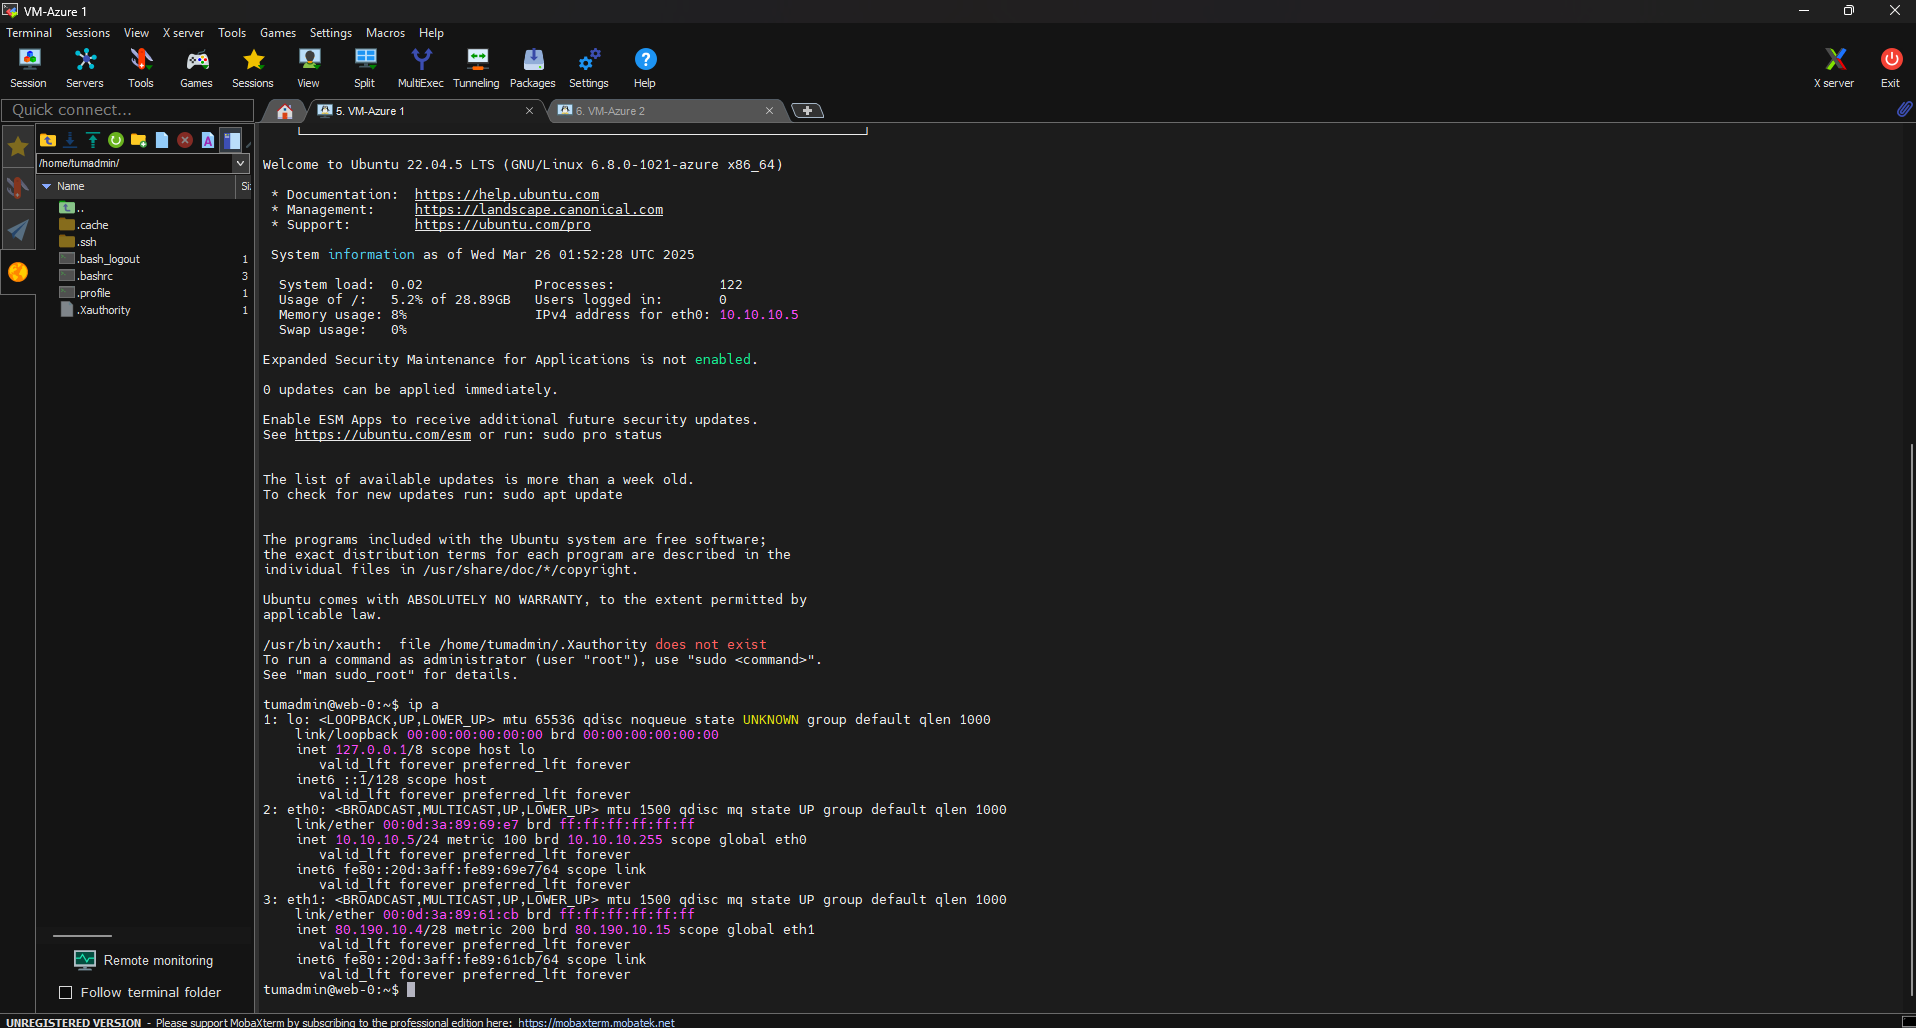 VM-Azure 1
Terminal Sessions View X server Tools Games Settings Macros Help
Session Servers Tools Games Sessions View Split MultiExec Tunneling Packages Settings Help X server Exit
Quick connect...
5. VM-Azure 1
6. VM-Azure 2
/home/tumadmin/
Name
..
.cache
.ssh
.bash_logout 1
.bashrc 3
.profile 1
.Xauthority 1
Remote monitoring
Follow terminal folder
Welcome to Ubuntu 22.04.5 LTS (GNU/Linux 6.8.0-1021-azure x86_64)
* Documentation: https://help.ubuntu.com
* Management: https://landscape.canonical.com
* Support: https://ubuntu.com/pro
System information as of Wed Mar 26 01:52:28 UTC 2025
System load: 0.02 Processes: 122
Usage of /: 5.2% of 28.89GB Users logged in: 0
Memory usage: 8% IPv4 address for eth0: 10.10.10.5
Swap usage: 0%
Expanded Security Maintenance for Applications is not enabled.
0 updates can be applied immediately.
Enable ESM Apps to receive additional future security updates.
See https://ubuntu.com/esm or run: sudo pro status
The list of available updates is more than a week old.
To check for new updates run: sudo apt update
The programs included with the Ubuntu system are free software;
the exact distribution terms for each program are described in the
individual files in /usr/share/doc/*/copyright.
Ubuntu comes with ABSOLUTELY NO WARRANTY, to the extent permitted by
applicable law.
/usr/bin/xauth: file /home/tumadmin/.Xauthority does not exist
To run a command as administrator (user "root"), use "sudo <command>".
See "man sudo_root" for details.
tumadmin@web-0:~$ ip a
1: lo: <LOOPBACK,UP,LOWER_UP> mtu 65536 qdisc noqueue state UNKNOWN group default qlen 1000
link/loopback 00:00:00:00:00:00 brd 00:00:00:00:00:00
inet 127.0.0.1/8 scope host lo
valid_lft forever preferred_lft forever
inet6 ::1/128 scope host
valid_lft forever preferred_lft forever
2: eth0: <BROADCAST,MULTICAST,UP,LOWER_UP> mtu 1500 qdisc mq state UP group default qlen 1000
link/ether 00:0d:3a:89:69:e7 brd ff:ff:ff:ff:ff:ff
inet 10.10.10.5/24 metric 100 brd 10.10.10.255 scope global eth0
valid_lft forever preferred_lft forever
inet6 fe80::20d:3aff:fe89:69e7/64 scope link
valid_lft forever preferred_lft forever
3: eth1: <BROADCAST,MULTICAST,UP,LOWER_UP> mtu 1500 qdisc mq state UP group default qlen 1000
link/ether 00:0d:3a:89:61:cb brd ff:ff:ff:ff:ff:ff
inet 80.190.10.4/28 metric 200 brd 80.190.10.15 scope global eth1
valid_lft forever preferred_lft forever
inet6 fe80::20d:3aff:fe89:61cb/64 scope link
valid_lft forever preferred_lft forever
tumadmin@web-0:~$
UNREGISTERED VERSION - Please support MobaXterm by subscribing to the professional edition here: https://mobaxterm.mobatek.net